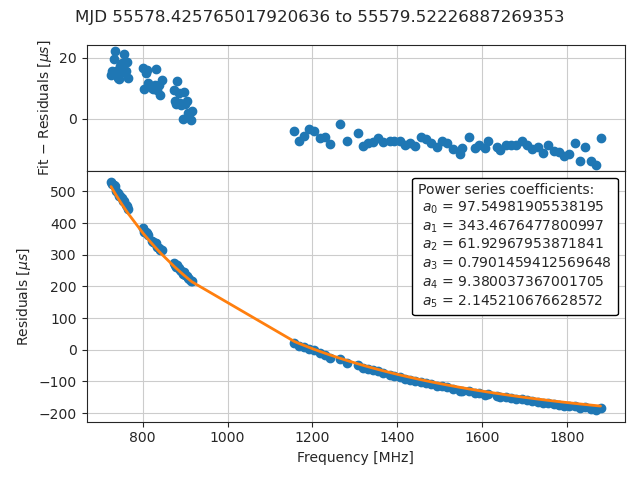 MJD 55578.425765017920636 to 55579.52226887269353
Fit − Residuals [μs]
20
0
Residuals [μs]
500
400
300
200
100
0
−100
−200
Power series coefficients:
a₀ = 97.54981905538195
a₁ = 343.4676477800997
a₂ = 61.92967953871841
a₃ = 0.7901459412569648
a₄ = 9.380037367001705
a₅ = 2.145210676628572
800 1000 1200 1400 1600 1800
Frequency [MHz]